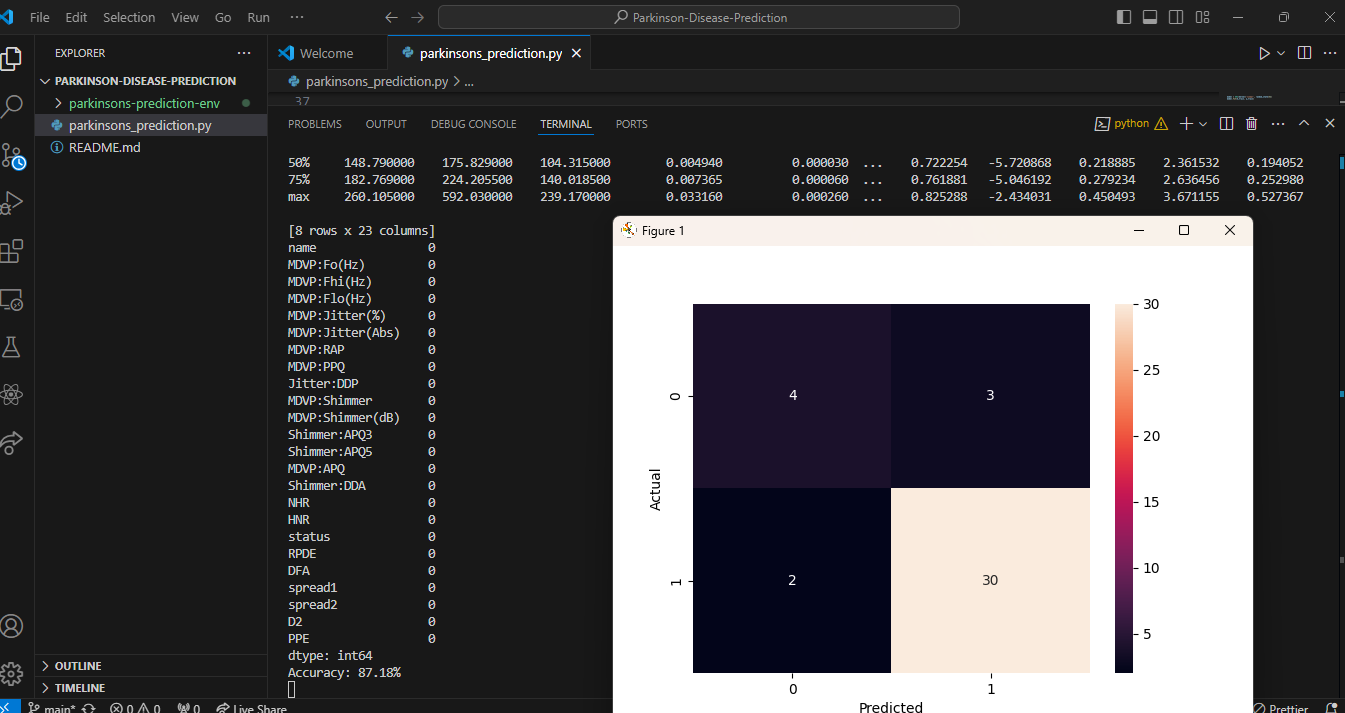 File Edit Selection View Go Run ...
Parkinson-Disease-Prediction
EXPLORER ...
PARKINSON-DISEASE-PREDICTION
parkinsons-prediction-env
parkinsons_prediction.py
README.md
OUTLINE
TIMELINE
Welcome parkinsons_prediction.py
parkinsons_prediction.py > ...
37
PROBLEMS OUTPUT DEBUG CONSOLE TERMINAL PORTS python
50% 148.790000 175.829000 104.315000 0.004940 0.000030 ... 0.722254 -5.720868 0.218885 2.361532 0.194052
75% 182.769000 224.205500 140.018500 0.007365 0.000060 ... 0.761881 -5.046192 0.279234 2.636456 0.252980
max 260.105000 592.030000 239.170000 0.033160 0.000260 ... 0.825288 -2.434031 0.450493 3.671155 0.527367
[8 rows x 23 columns]
name 0
MDVP:Fo(Hz) 0
MDVP:Fhi(Hz) 0
MDVP:Flo(Hz) 0
MDVP:Jitter(%) 0
MDVP:Jitter(Abs) 0
MDVP:RAP 0
MDVP:PPQ 0
Jitter:DDP 0
MDVP:Shimmer 0
MDVP:Shimmer(dB) 0
Shimmer:APQ3 0
Shimmer:APQ5 0
MDVP:APQ 0
Shimmer:DDA 0
NHR 0
HNR 0
status 0
RPDE 0
DFA 0
spread1 0
spread2 0
D2 0
PPE 0
dtype: int64
Accuracy: 87.18%
Figure 1
Actual
0
1
4 3
2 30
0 1
Predicted
30
25
20
15
10
5
main* 0 0 0 Live Share Prettier